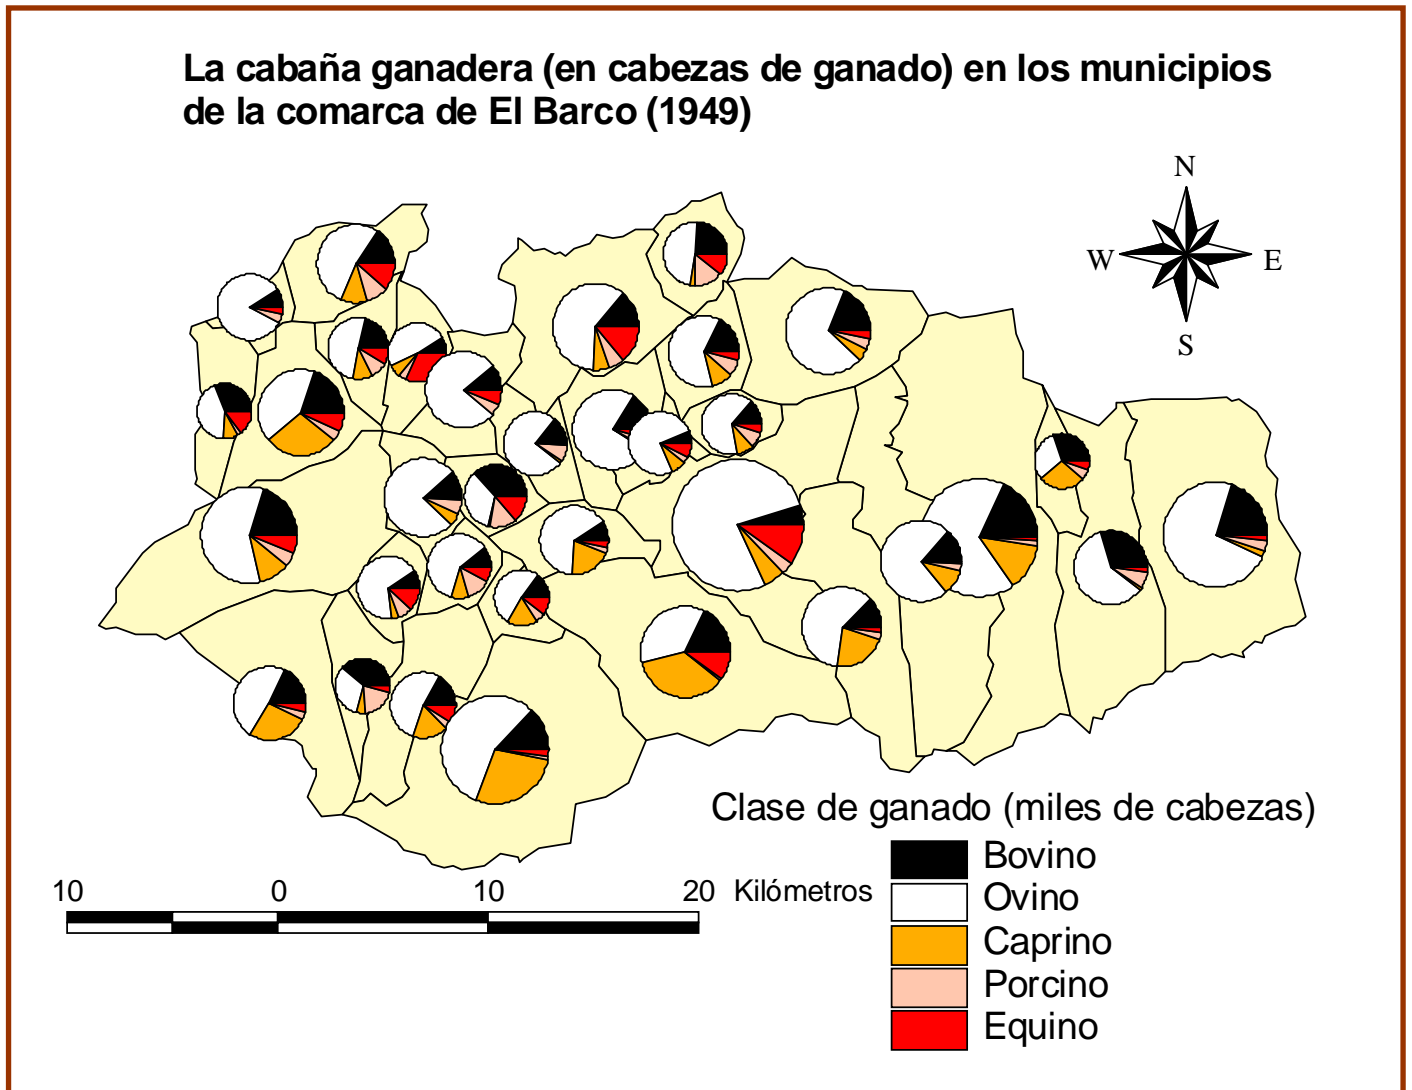 La cabaña ganadera (en cabezas de ganado) en los municipios
de la comarca de El Barco (1949)
N
W E
S
Clase de ganado (miles de cabezas)
Bovino
Ovino
Caprino
Porcino
Equino
10 0 10 20 Kilómetros